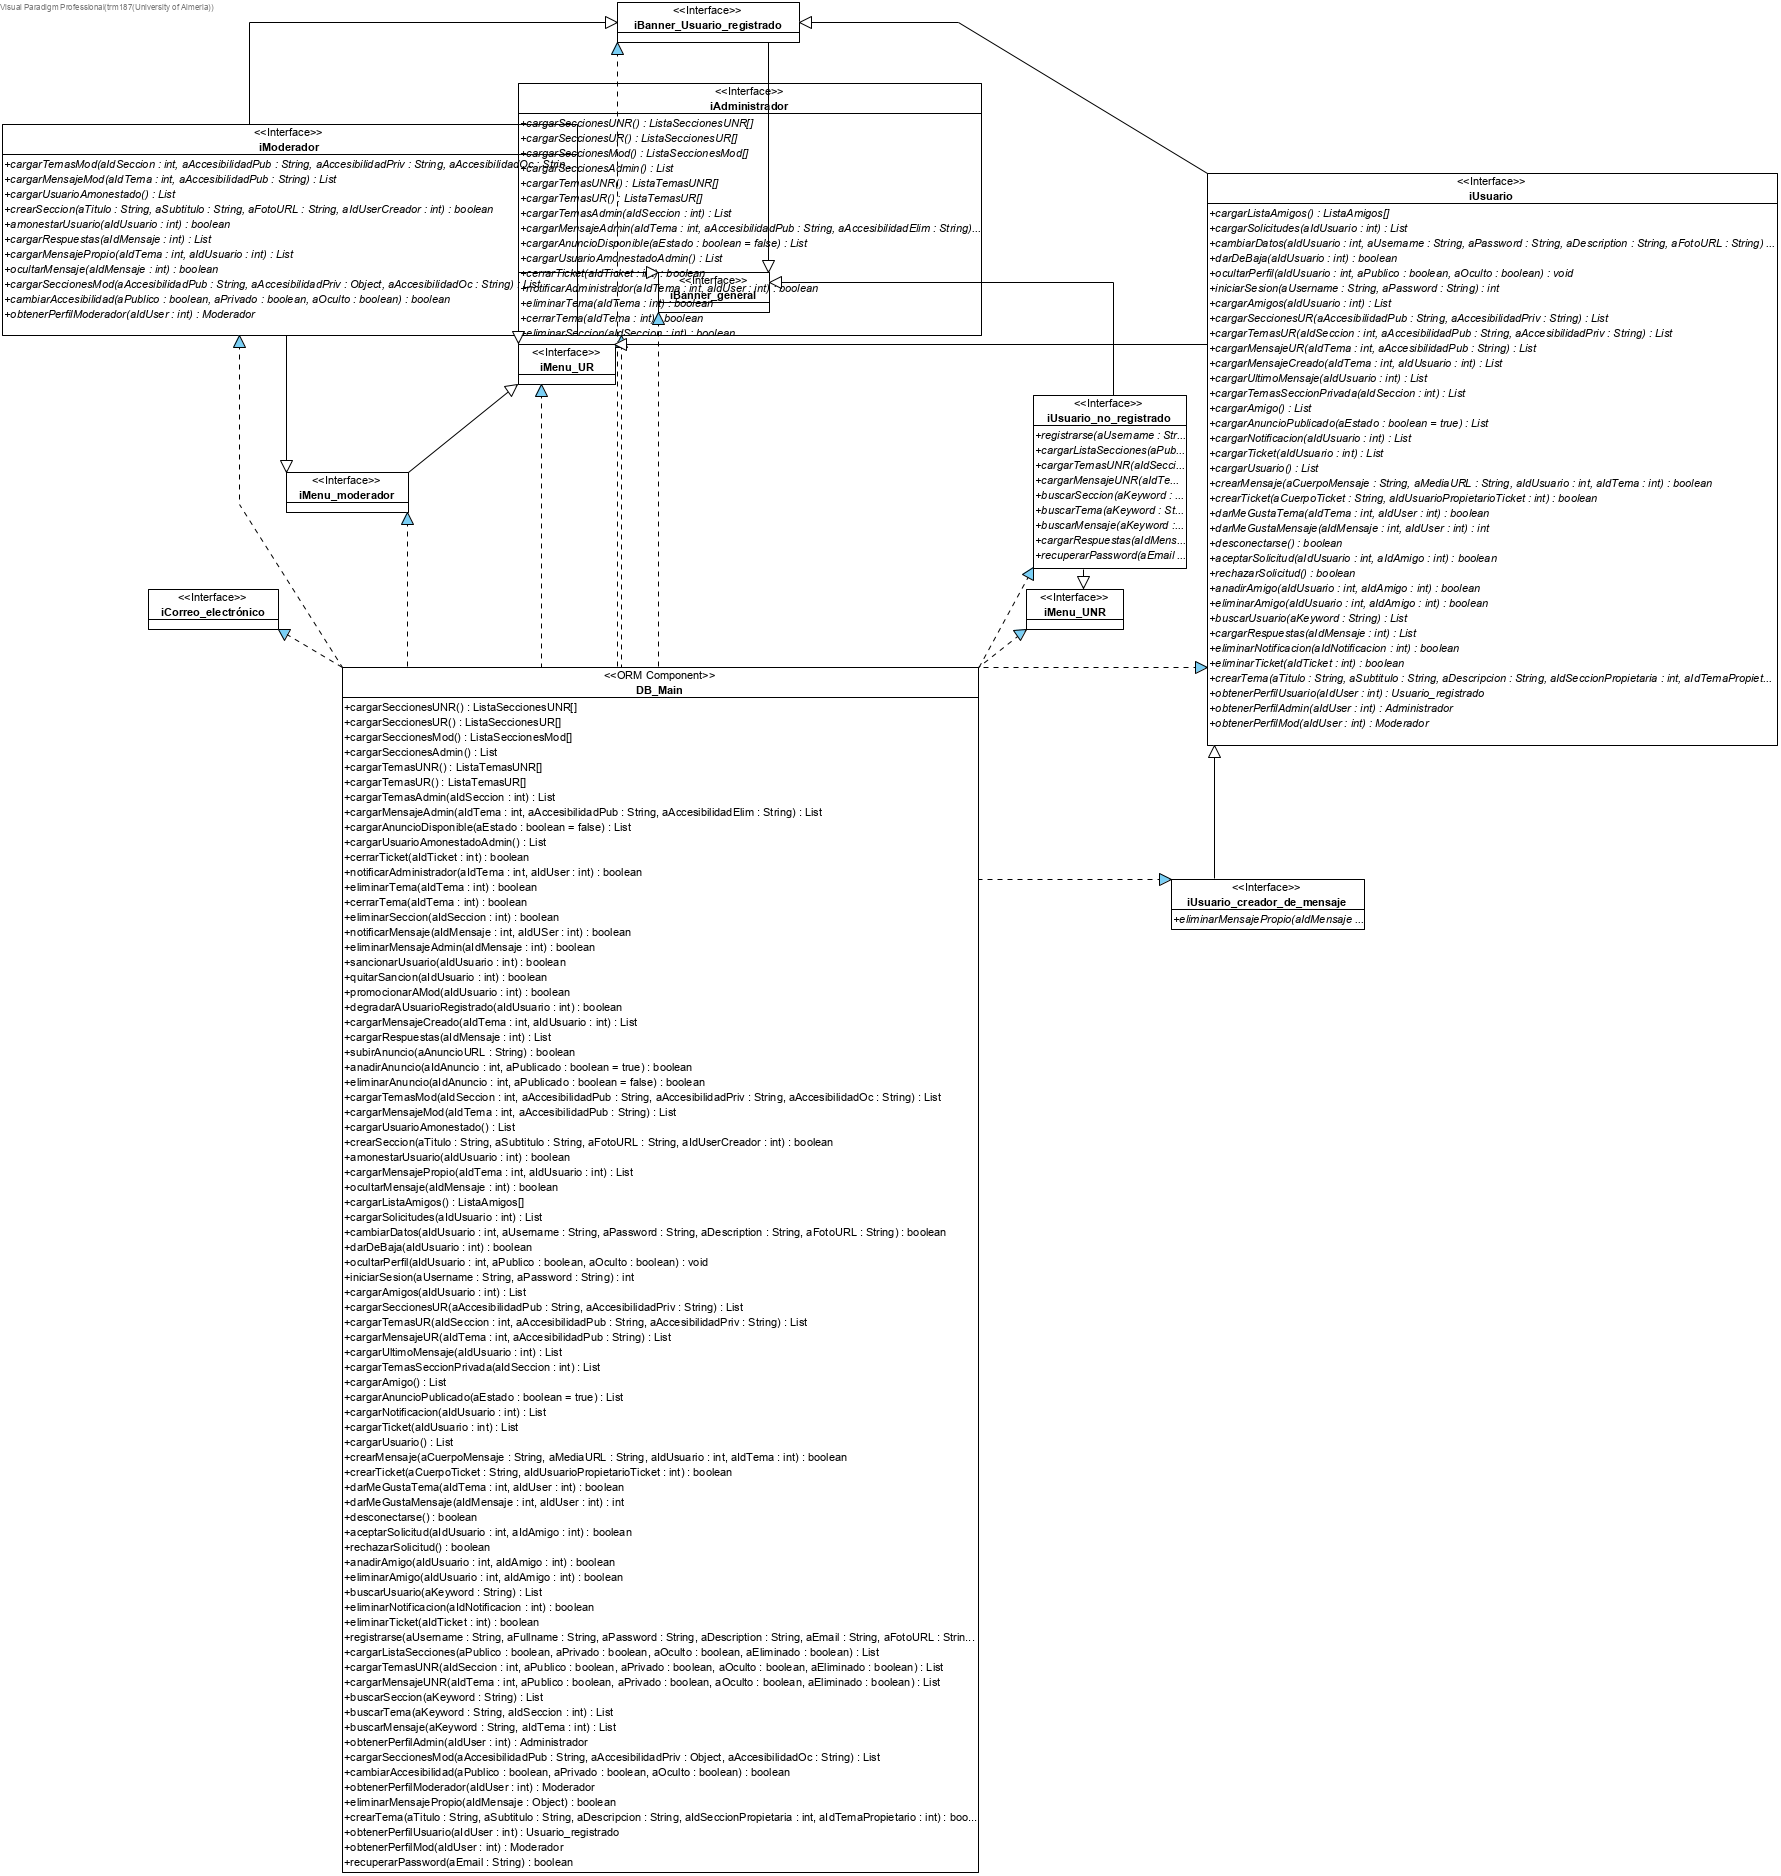 Visual Paradigm Professional(trm187(University of Almeria))
<<Interface>>
iBanner_Usuario_registrado
<<Interface>>
iAdministrador
+cargarSeccionesUNR() : ListaSeccionesUNR[]
+cargarSeccionesUR() : ListaSeccionesUR[]
+cargarSeccionesMod() : ListaSeccionesMod[]
+cargarSeccionesAdmin() : List
+cargarTemasUNR() : ListaTemasUNR[]
+cargarTemasUR() : ListaTemasUR[]
+cargarTemasAdmin(aIdSeccion : int) : List
+cargarMensajeAdmin(aIdTema : int, aAccesibilidadPub : String, aAccesibilidadElim : String)...
+cargarAnuncioDisponible(aEstado : boolean = false) : List
+cargarUsuarioAmonestadoAdmin() : List
+cerrarTicket(aIdTicket : int) : boolean
+notificarAdministrador(aIdTema : int, aIdUser : int) : boolean
+eliminarTema(aIdTema : int) : boolean
+cerrarTema(aIdTema : int) : boolean
+eliminarSeccion(aIdSeccion : int) : boolean
<<Interface>>
iModerador
+cargarTemasMod(aIdSeccion : int, aAccesibilidadPub : String, aAccesibilidadPriv : String, aAccesibilidadOc : Strin...
+cargarMensajeMod(aIdTema : int, aAccesibilidadPub : String) : List
+cargarUsuarioAmonestado() : List
+crearSeccion(aTitulo : String, aSubtitulo : String, aFotoURL : String, aIdUserCreador : int) : boolean
+amonestarUsuario(aIdUsuario : int) : boolean
+cargarRespuestas(aIdMensaje : int) : List
+cargarMensajePropio(aIdTema : int, aIdUsuario : int) : List
+ocultarMensaje(aIdMensaje : int) : boolean
+cargarSeccionesMod(aAccesibilidadPub : String, aAccesibilidadPriv : Object, aAccesibilidadOc : String) : List
+cambiarAccesibilidad(aPublico : boolean, aPrivado : boolean, aOculto : boolean) : boolean
+obtenerPerfilModerador(aIdUser : int) : Moderador
<<Interface>>
iBanner_general
<<Interface>>
iUsuario
+cargarListaAmigos() : ListaAmigos[]
+cargarSolicitudes(aIdUsuario : int) : List
+cambiarDatos(aIdUsuario : int, aUsername : String, aPassword : String, aDescription : String, aFotoURL : String) ...
+darDeBaja(aIdUsuario : int) : boolean
+ocultarPerfil(aIdUsuario : int, aPublico : boolean, aOculto : boolean) : void
+iniciarSesion(aUsername : String, aPassword : String) : int
+cargarAmigos(aIdUsuario : int) : List
+cargarSeccionesUR(aAccesibilidadPub : String, aAccesibilidadPriv : String) : List
+cargarTemasUR(aIdSeccion : int, aAccesibilidadPub : String, aAccesibilidadPriv : String) : List
+cargarMensajeUR(aIdTema : int, aAccesibilidadPub : String) : List
+cargarMensajeCreado(aIdTema : int, aIdUsuario : int) : List
+cargarUltimoMensaje(aIdUsuario : int) : List
+cargarTemasSeccionPrivada(aIdSeccion : int) : List
+cargarAmigo() : List
+cargarAnuncioPublicado(aEstado : boolean = true) : List
+cargarNotificacion(aIdUsuario : int) : List
+cargarTicket(aIdUsuario : int) : List
+cargarUsuario() : List
+crearMensaje(aCuerpoMensaje : String, aMediaURL : String, aIdUsuario : int, aIdTema : int) : boolean
+crearTicket(aCuerpoTicket : String, aIdUsuarioPropietarioTicket : int) : boolean
+darMeGustaTema(aIdTema : int, aIdUser : int) : boolean
+darMeGustaMensaje(aIdMensaje : int, aIdUser : int) : int
+desconectarse() : boolean
+aceptarSolicitud(aIdUsuario : int, aIdAmigo : int) : boolean
+rechazarSolicitud() : boolean
+anadirAmigo(aIdUsuario : int, aIdAmigo : int) : boolean
+eliminarAmigo(aIdUsuario : int, aIdAmigo : int) : boolean
+buscarUsuario(aKeyword : String) : List
+cargarRespuestas(aIdMensaje : int) : List
+eliminarNotificacion(aIdNotificacion : int) : boolean
+eliminarTicket(aIdTicket : int) : boolean
+crearTema(aTitulo : String, aSubtitulo : String, aDescripcion : String, aIdSeccionPropietaria : int, aIdTemaPropiet...
+obtenerPerfilUsuario(aIdUser : int) : Usuario_registrado
+obtenerPerfilAdmin(aIdUser : int) : Administrador
+obtenerPerfilMod(aIdUser : int) : Moderador
<<Interface>>
iMenu_UR
<<Interface>>
iUsuario_no_registrado
+registrarse(aUsername : Str...
+cargarListaSecciones(aPub...
+cargarTemasUNR(aIdSecci...
+cargarMensajeUNR(aIdTe...
+buscarSeccion(aKeyword : ...
+buscarTema(aKeyword : St...
+buscarMensaje(aKeyword :...
+cargarRespuestas(aIdMens...
+recuperarPassword(aEmail ...
<<Interface>>
iMenu_moderador
<<Interface>>
iCorreo_electrónico
<<Interface>>
iMenu_UNR
<<ORM Component>>
DB_Main
+cargarSeccionesUNR() : ListaSeccionesUNR[]
+cargarSeccionesUR() : ListaSeccionesUR[]
+cargarSeccionesMod() : ListaSeccionesMod[]
+cargarSeccionesAdmin() : List
+cargarTemasUNR() : ListaTemasUNR[]
+cargarTemasUR() : ListaTemasUR[]
+cargarTemasAdmin(aIdSeccion : int) : List
+cargarMensajeAdmin(aIdTema : int, aAccesibilidadPub : String, aAccesibilidadElim : String) : List
+cargarAnuncioDisponible(aEstado : boolean = false) : List
+cargarUsuarioAmonestadoAdmin() : List
+cerrarTicket(aIdTicket : int) : boolean
+notificarAdministrador(aIdTema : int, aIdUser : int) : boolean
+eliminarTema(aIdTema : int) : boolean
+cerrarTema(aIdTema : int) : boolean
+eliminarSeccion(aIdSeccion : int) : boolean
+notificarMensaje(aIdMensaje : int, aIdUSer : int) : boolean
+eliminarMensajeAdmin(aIdMensaje : int) : boolean
+sancionarUsuario(aIdUsuario : int) : boolean
+quitarSancion(aIdUsuario : int) : boolean
+promocionarAMod(aIdUsuario : int) : boolean
+degradarAUsuarioRegistrado(aIdUsuario : int) : boolean
+cargarMensajeCreado(aIdTema : int, aIdUsuario : int) : List
+cargarRespuestas(aIdMensaje : int) : List
+subirAnuncio(aAnuncioURL : String) : boolean
+anadirAnuncio(aIdAnuncio : int, aPublicado : boolean = true) : boolean
+eliminarAnuncio(aIdAnuncio : int, aPublicado : boolean = false) : boolean
+cargarTemasMod(aIdSeccion : int, aAccesibilidadPub : String, aAccesibilidadPriv : String, aAccesibilidadOc : String) : List
+cargarMensajeMod(aIdTema : int, aAccesibilidadPub : String) : List
+cargarUsuarioAmonestado() : List
+crearSeccion(aTitulo : String, aSubtitulo : String, aFotoURL : String, aIdUserCreador : int) : boolean
+amonestarUsuario(aIdUsuario : int) : boolean
+cargarMensajePropio(aIdTema : int, aIdUsuario : int) : List
+ocultarMensaje(aIdMensaje : int) : boolean
+cargarListaAmigos() : ListaAmigos[]
+cargarSolicitudes(aIdUsuario : int) : List
+cambiarDatos(aIdUsuario : int, aUsername : String, aPassword : String, aDescription : String, aFotoURL : String) : boolean
+darDeBaja(aIdUsuario : int) : boolean
+ocultarPerfil(aIdUsuario : int, aPublico : boolean, aOculto : boolean) : void
+iniciarSesion(aUsername : String, aPassword : String) : int
+cargarAmigos(aIdUsuario : int) : List
+cargarSeccionesUR(aAccesibilidadPub : String, aAccesibilidadPriv : String) : List
+cargarTemasUR(aIdSeccion : int, aAccesibilidadPub : String, aAccesibilidadPriv : String) : List
+cargarMensajeUR(aIdTema : int, aAccesibilidadPub : String) : List
+cargarUltimoMensaje(aIdUsuario : int) : List
+cargarTemasSeccionPrivada(aIdSeccion : int) : List
+cargarAmigo() : List
+cargarAnuncioPublicado(aEstado : boolean = true) : List
+cargarNotificacion(aIdUsuario : int) : List
+cargarTicket(aIdUsuario : int) : List
+cargarUsuario() : List
+crearMensaje(aCuerpoMensaje : String, aMediaURL : String, aIdUsuario : int, aIdTema : int) : boolean
+crearTicket(aCuerpoTicket : String, aIdUsuarioPropietarioTicket : int) : boolean
+darMeGustaTema(aIdTema : int, aIdUser : int) : boolean
+darMeGustaMensaje(aIdMensaje : int, aIdUser : int) : int
+desconectarse() : boolean
+aceptarSolicitud(aIdUsuario : int, aIdAmigo : int) : boolean
+rechazarSolicitud() : boolean
+anadirAmigo(aIdUsuario : int, aIdAmigo : int) : boolean
+eliminarAmigo(aIdUsuario : int, aIdAmigo : int) : boolean
+buscarUsuario(aKeyword : String) : List
+eliminarNotificacion(aIdNotificacion : int) : boolean
+eliminarTicket(aIdTicket : int) : boolean
+registrarse(aUsername : String, aFullname : String, aPassword : String, aDescription : String, aEmail : String, aFotoURL : Strin...
+cargarListaSecciones(aPublico : boolean, aPrivado : boolean, aOculto : boolean, aEliminado : boolean) : List
+cargarTemasUNR(aIdSeccion : int, aPublico : boolean, aPrivado : boolean, aOculto : boolean, aEliminado : boolean) : List
+cargarMensajeUNR(aIdTema : int, aPublico : boolean, aPrivado : boolean, aOculto : boolean, aEliminado : boolean) : List
+buscarSeccion(aKeyword : String) : List
+buscarTema(aKeyword : String, aIdSeccion : int) : List
+buscarMensaje(aKeyword : String, aIdTema : int) : List
+obtenerPerfilAdmin(aIdUser : int) : Administrador
+cargarSeccionesMod(aAccesibilidadPub : String, aAccesibilidadPriv : Object, aAccesibilidadOc : String) : List
+cambiarAccesibilidad(aPublico : boolean, aPrivado : boolean, aOculto : boolean) : boolean
+obtenerPerfilModerador(aIdUser : int) : Moderador
+eliminarMensajePropio(aIdMensaje : Object) : boolean
+crearTema(aTitulo : String, aSubtitulo : String, aDescripcion : String, aIdSeccionPropietaria : int, aIdTemaPropietario : int) : boo...
+obtenerPerfilUsuario(aIdUser : int) : Usuario_registrado
+obtenerPerfilMod(aIdUser : int) : Moderador
+recuperarPassword(aEmail : String) : boolean
<<Interface>>
iUsuario_creador_de_mensaje
+eliminarMensajePropio(aIdMensaje ...